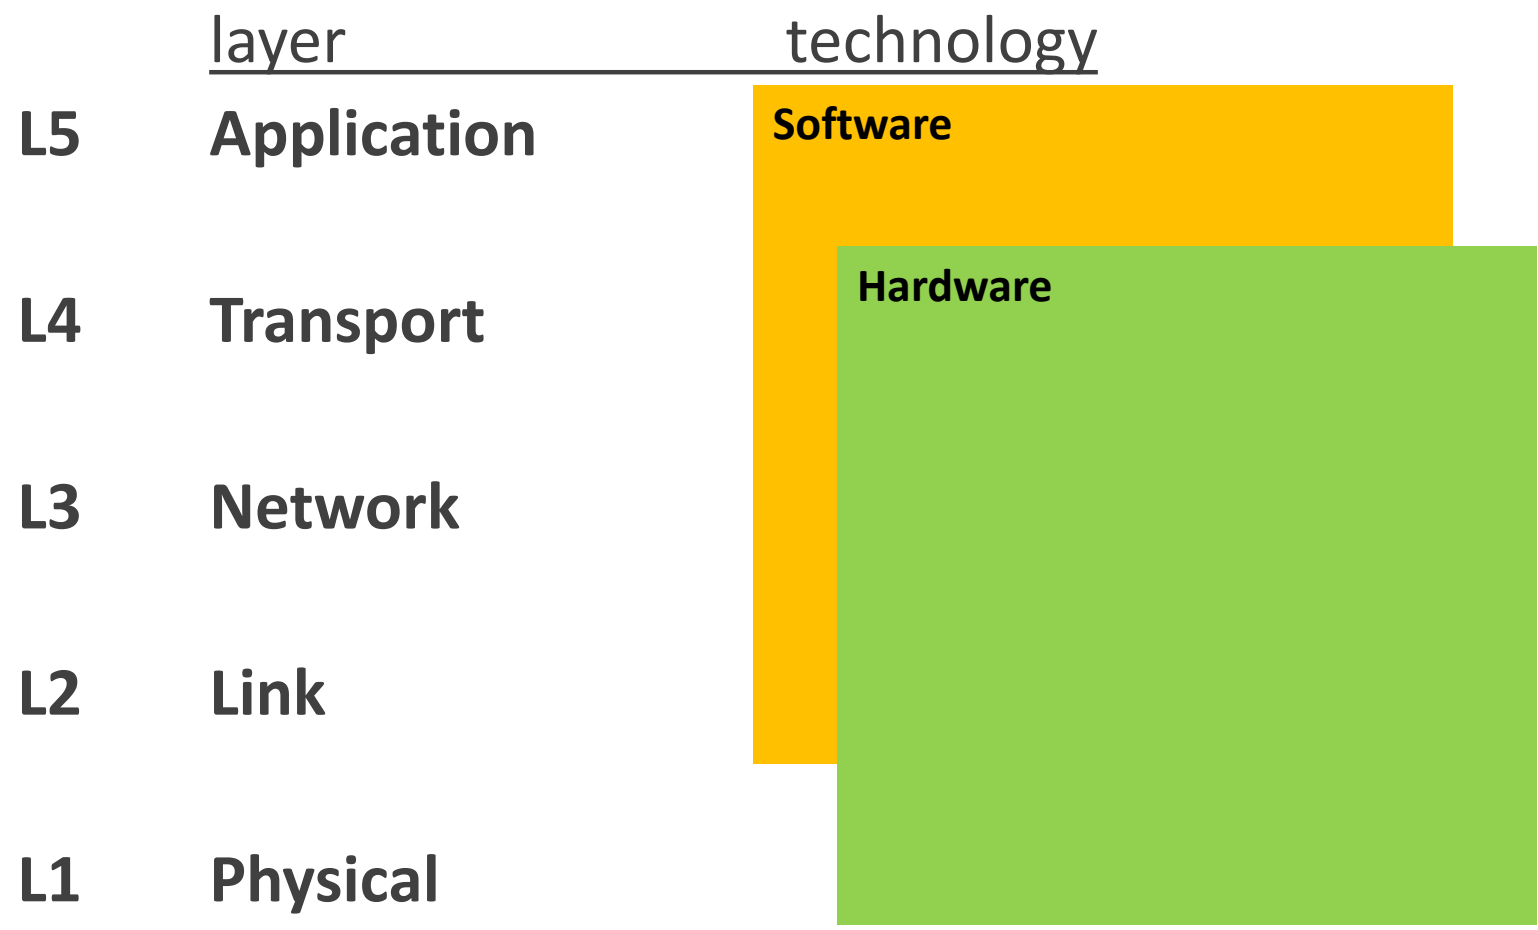 layer technology
L5 Application Software
L4 Transport Hardware
L3 Network
L2 Link
L1 Physical